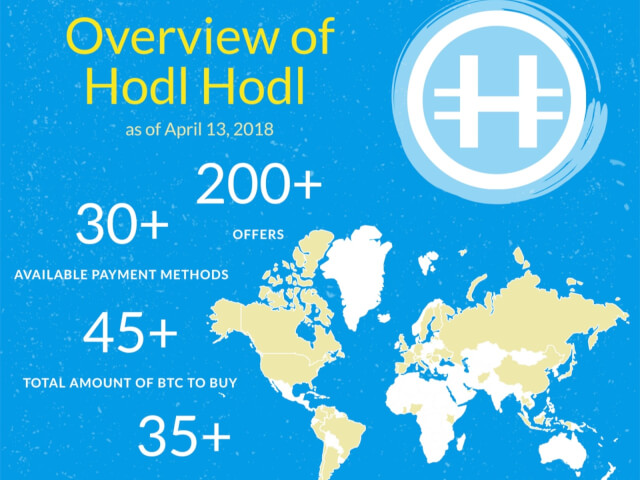 Overview of
Hodl Hodl
as of April 13, 2018
200+
OFFERS
30+
AVAILABLE PAYMENT METHODS
45+
TOTAL AMOUNT OF BTC TO BUY
35+